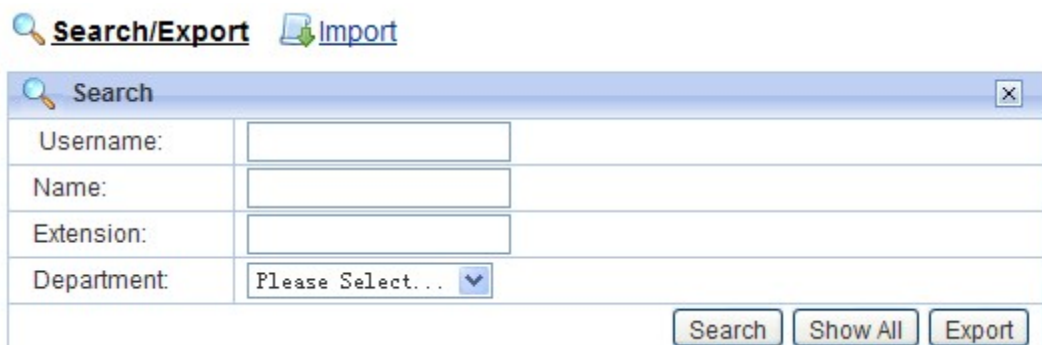 Search/Export Import
Search
Username:
Name:
Extension:
Department: Please Select...
Search Show All Export